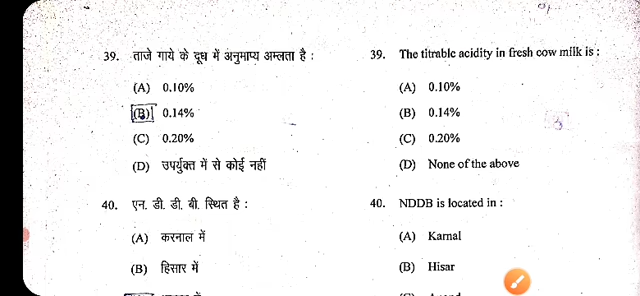 39. ताजे गाये के दूध में अनुमाप्य अम्लता है :
(A) 0.10%
(B) 0.14%
(C) 0.20%
(D) उपर्युक्त में से कोई नहीं
40. एन. डी. डी. बी. स्थित है :
(A) करनाल में
(B) हिसार में
39. The titrable acidity in fresh cow milk is :
(A) 0.10%
(B) 0.14%
(C) 0.20%
(D) None of the above
40. NDDB is located in :
(A) Karnal
(B) Hisar